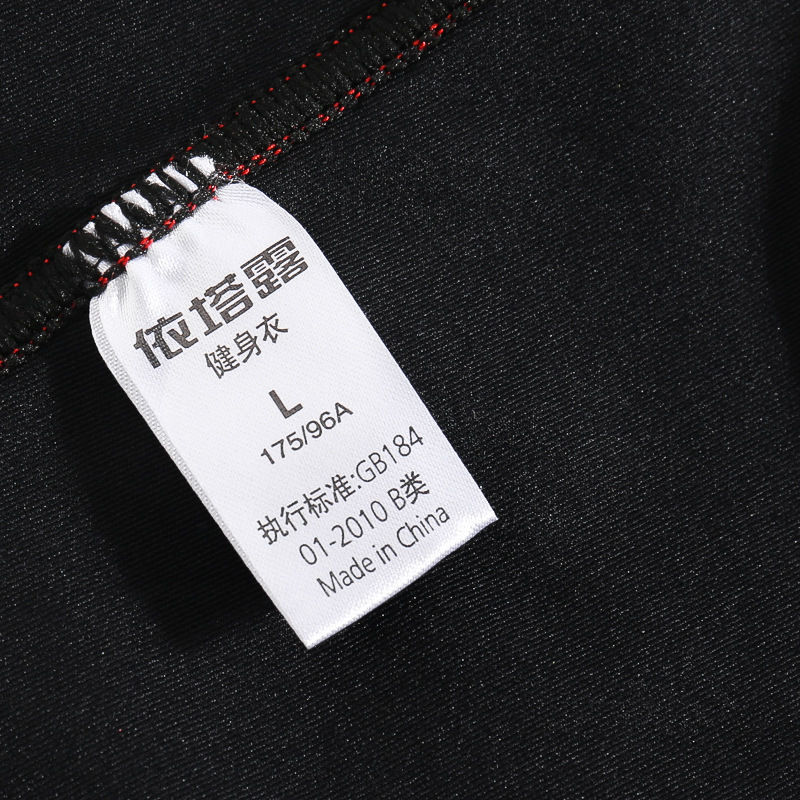 依塔露
健身衣
L
175/96A
执行标准:GB184
01-2010 B类
Made in China